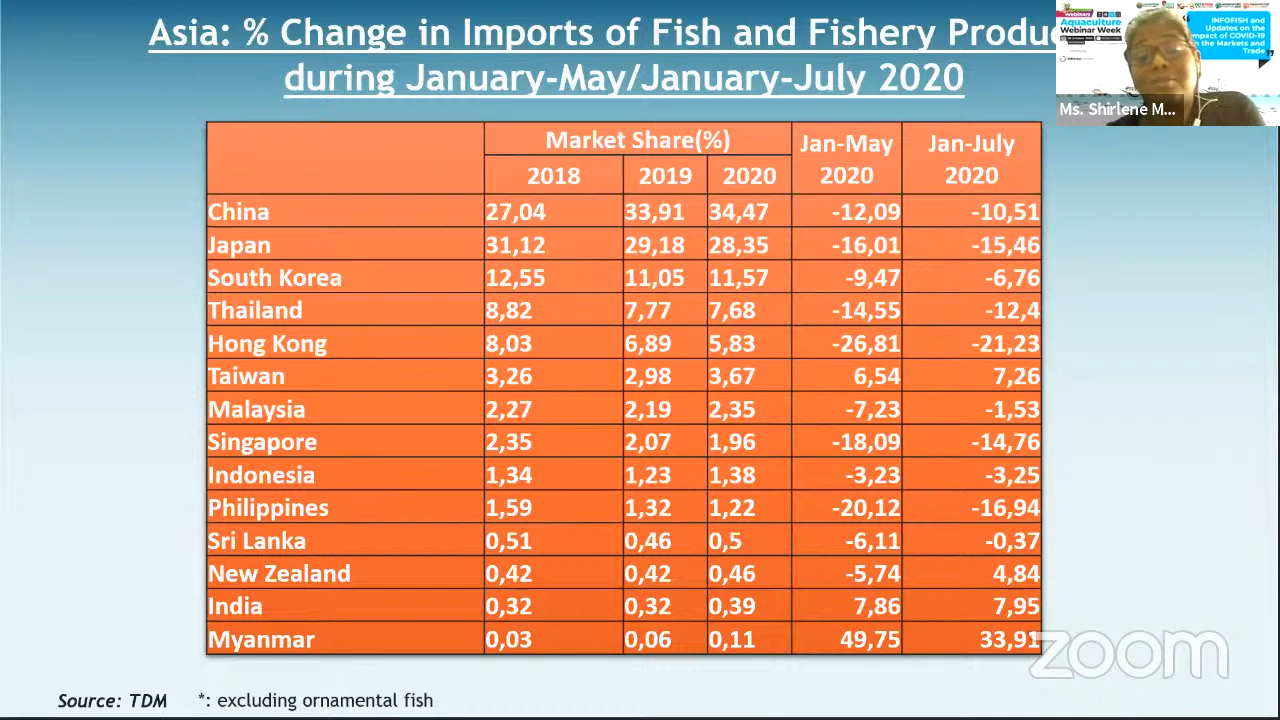 Asia: % Change in Imports of Fish and Fishery Produ
during January-May/January-July 2020
Webinars
Aquaculture
Webinar Week
INFOFISH and
Updates on the
Impact of COVID-19
on the Markets and
Trade
Ms. Shirlene M...
Market Share(%) Jan-May 2020 Jan-July 2020
2018 2019 2020
China 27,04 33,91 34,47 -12,09 -10,51
Japan 31,12 29,18 28,35 -16,01 -15,46
South Korea 12,55 11,05 11,57 -9,47 -6,76
Thailand 8,82 7,77 7,68 -14,55 -12,4
Hong Kong 8,03 6,89 5,83 -26,81 -21,23
Taiwan 3,26 2,98 3,67 6,54 7,26
Malaysia 2,27 2,19 2,35 -7,23 -1,53
Singapore 2,35 2,07 1,96 -18,09 -14,76
Indonesia 1,34 1,23 1,38 -3,23 -3,25
Philippines 1,59 1,32 1,22 -20,12 -16,94
Sri Lanka 0,51 0,46 0,5 -6,11 -0,37
New Zealand 0,42 0,42 0,46 -5,74 4,84
India 0,32 0,32 0,39 7,86 7,95
Myanmar 0,03 0,06 0,11 49,75 33,91
zoom
Source: TDM *: excluding ornamental fish